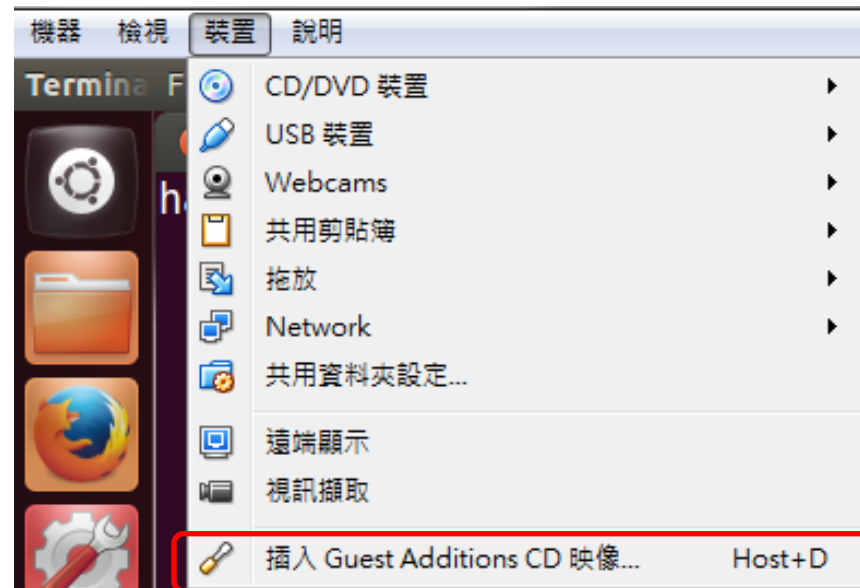 機器 檢視 裝置 說明
Termina F
CD/DVD 裝置
USB 裝置
Webcams
共用剪貼簿
拖放
Network
共用資料夾設定...
遠端顯示
視訊擷取
插入 Guest Additions CD 映像... Host+D